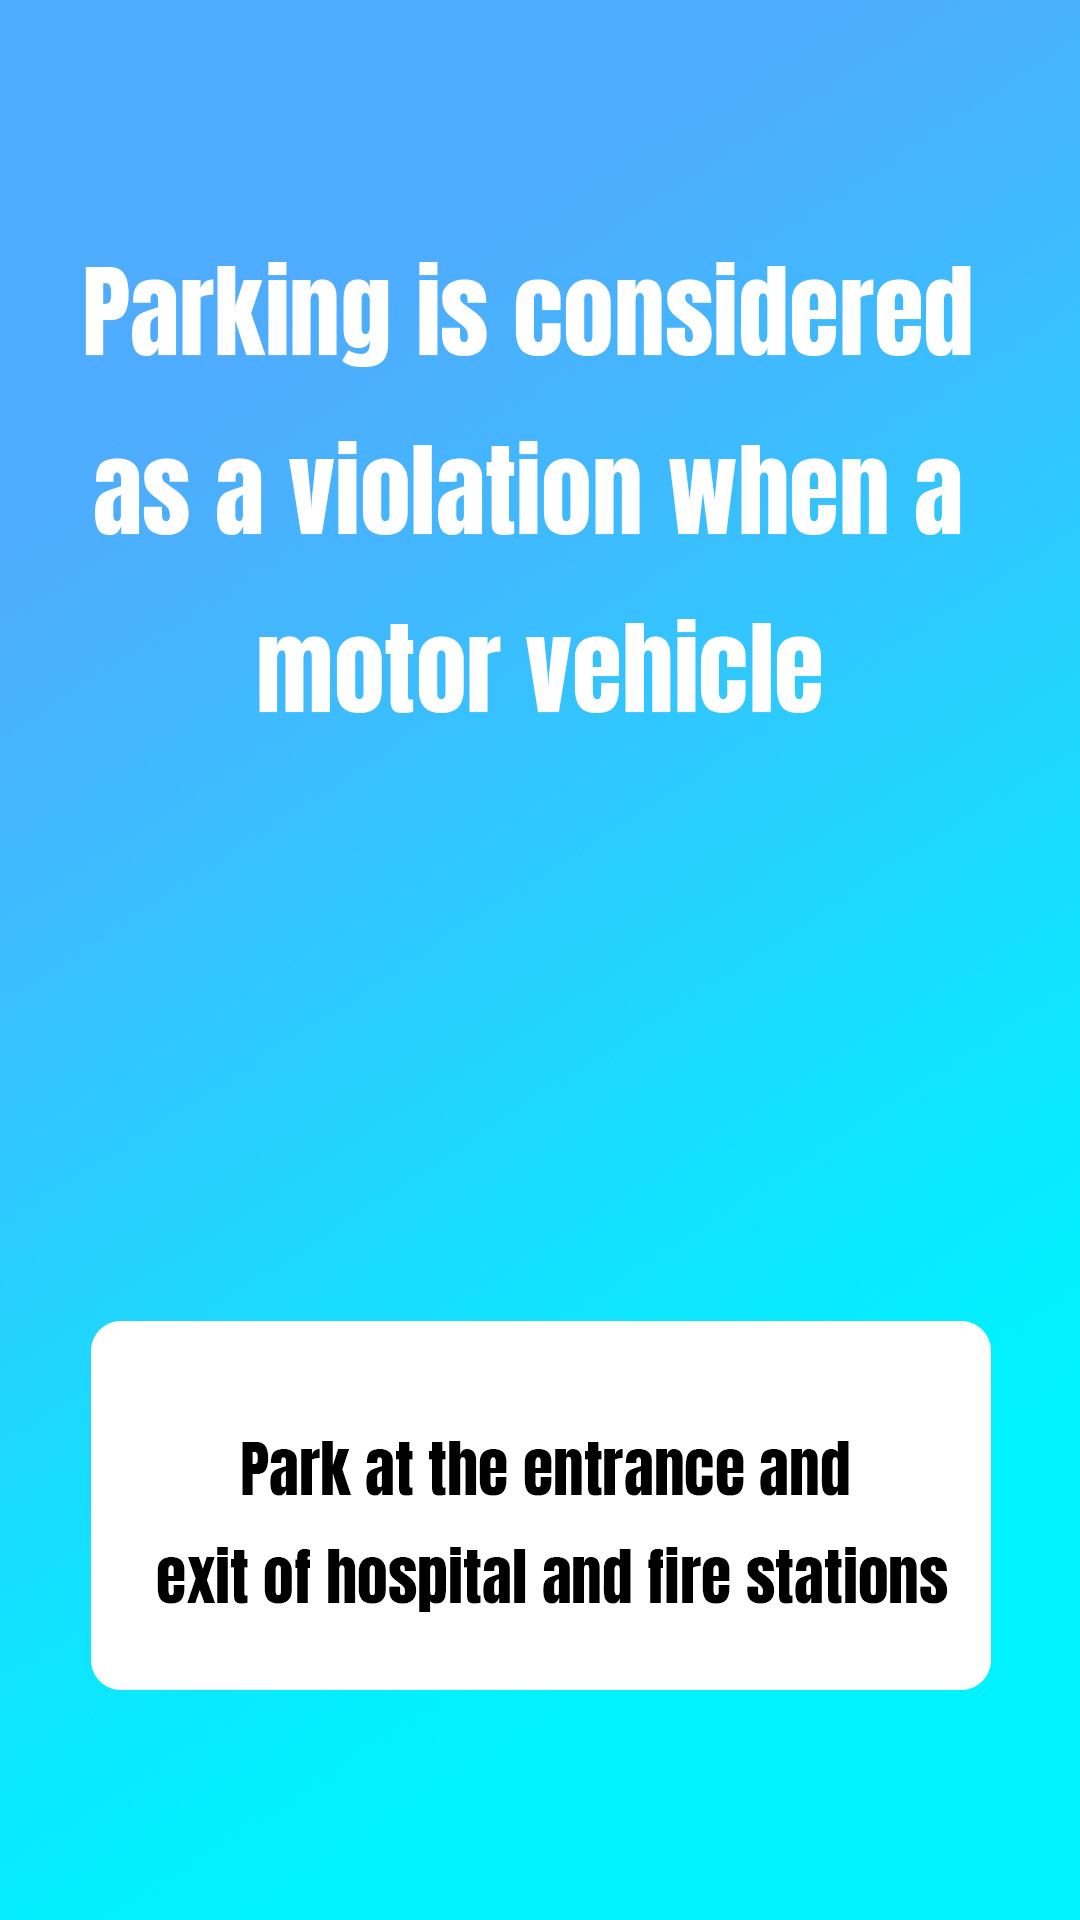 Parking is considered
as a violation when a
motor vehicle
Park at the entrance and
exit of hospital and fire stations